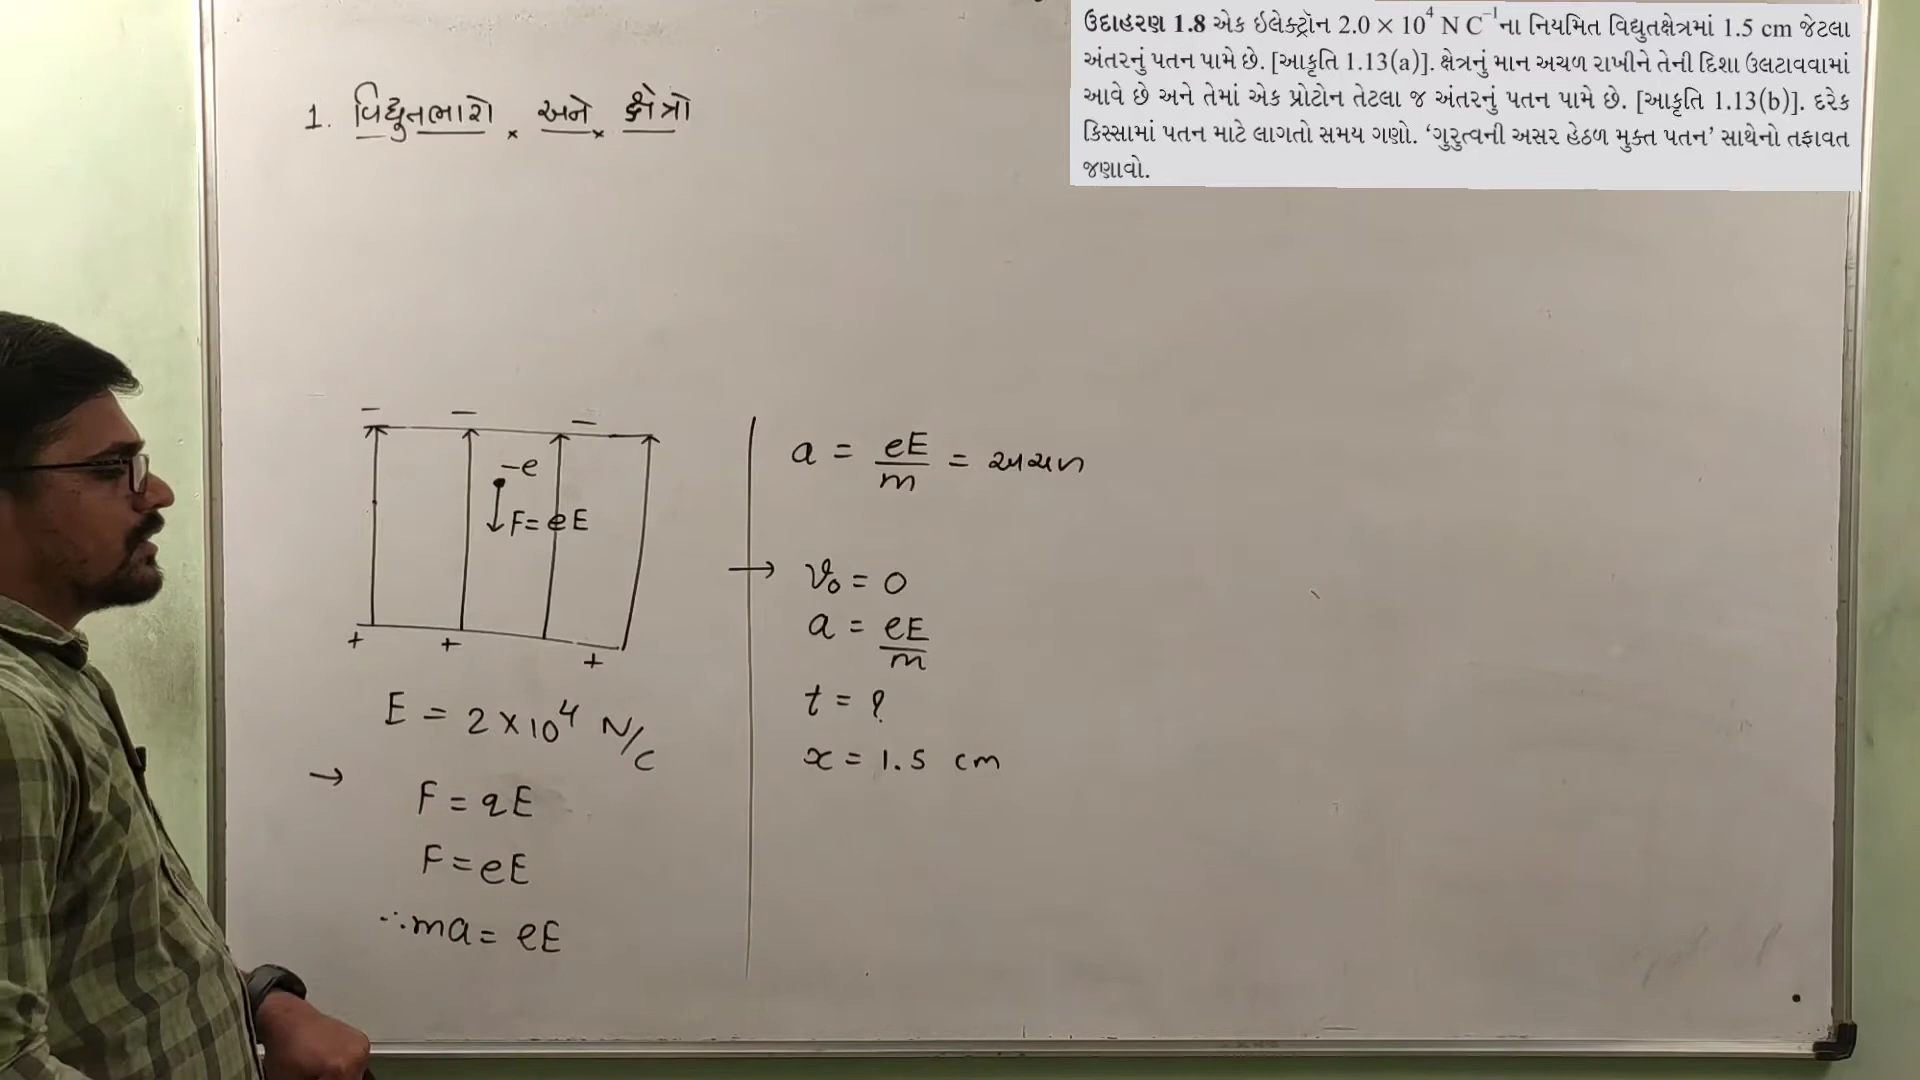 ઉદાહરણ 1.8 એક ઇલેક્ટ્રૉન 2.0 × 10⁴ N C⁻¹ના નિયમિત વિદ્યુતક્ષેત્રમાં 1.5 cm જેટલા
અંતરનું પતન પામે છે. [આકૃતિ 1.13(a)]. ક્ષેત્રનું માન અચળ રાખીને તેની દિશા ઉલટાવવામાં
આવે છે અને તેમાં એક પ્રોટોન તેટલા જ અંતરનું પતન પામે છે. [આકૃતિ 1.13(b)]. દરેક
કિસ્સામાં પતન માટે લાગતો સમય ગણો. ‘ગુરુત્વની અસર હેઠળ મુક્ત પતન’ સાથેનો તફાવત
જણાવો.
1. વિદ્યુતભારો અને ક્ષેત્રો
− − −
−e
F = eE
+ + +
E = 2 × 10⁴ N/C
→ F = qE
F = eE
∴ ma = eE
a = eE/m = અચળ
→ v₀ = 0
a = eE/m
t = ?
x = 1.5 cm